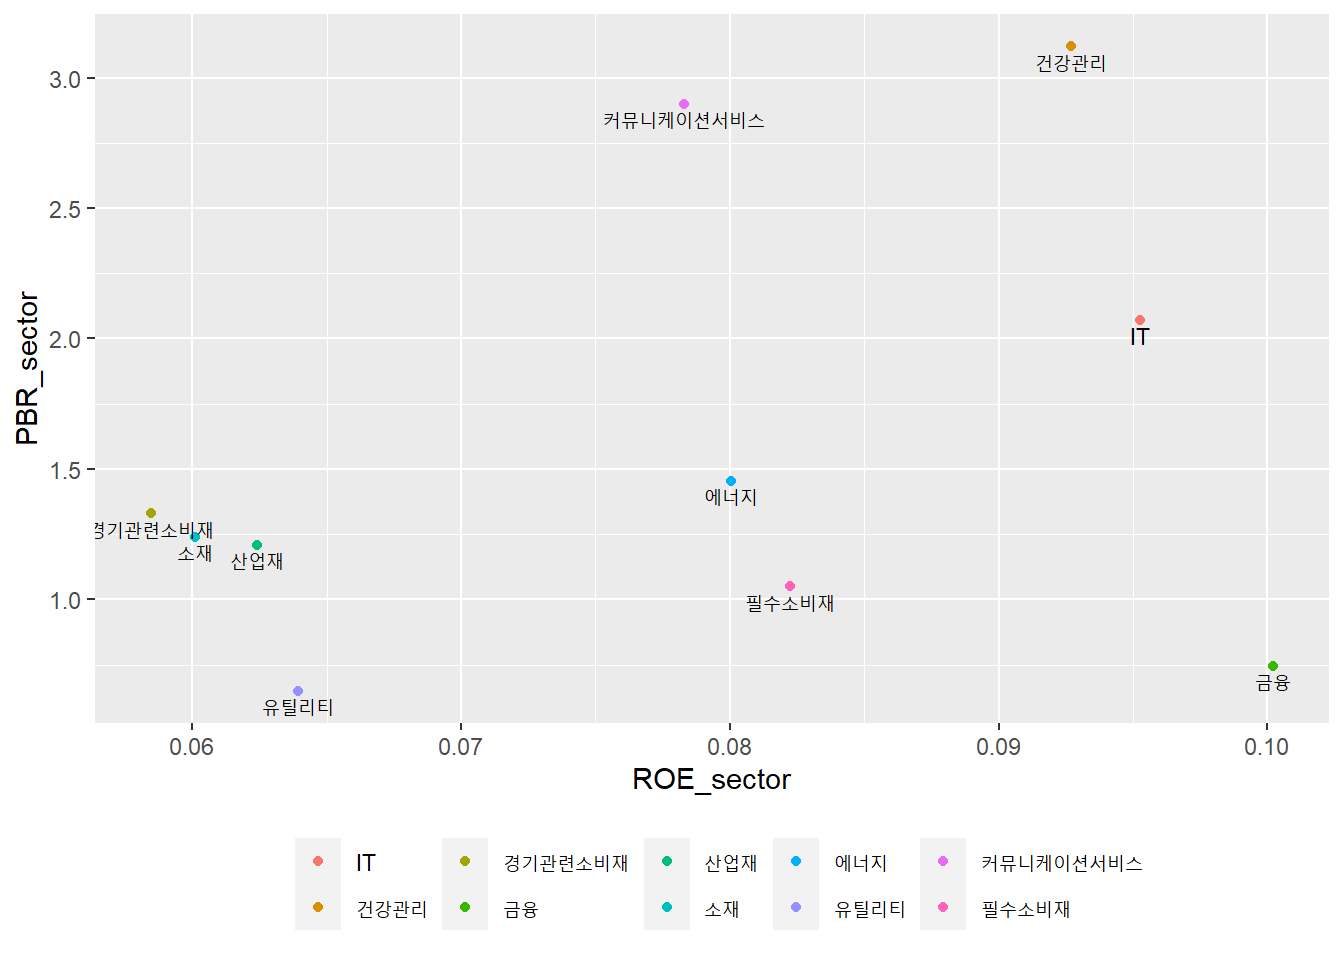 PBR_sector
3.0
2.5
2.0
1.5
1.0
건강관리
커뮤니케이션서비스
IT
에너지
경기관련소비재
소재
산업재
필수소비재
금융
유틸리티
0.06 0.07 0.08 0.09 0.10
ROE_sector
IT 경기관련소비재 산업재 에너지 커뮤니케이션서비스
건강관리 금융 소재 유틸리티 필수소비재